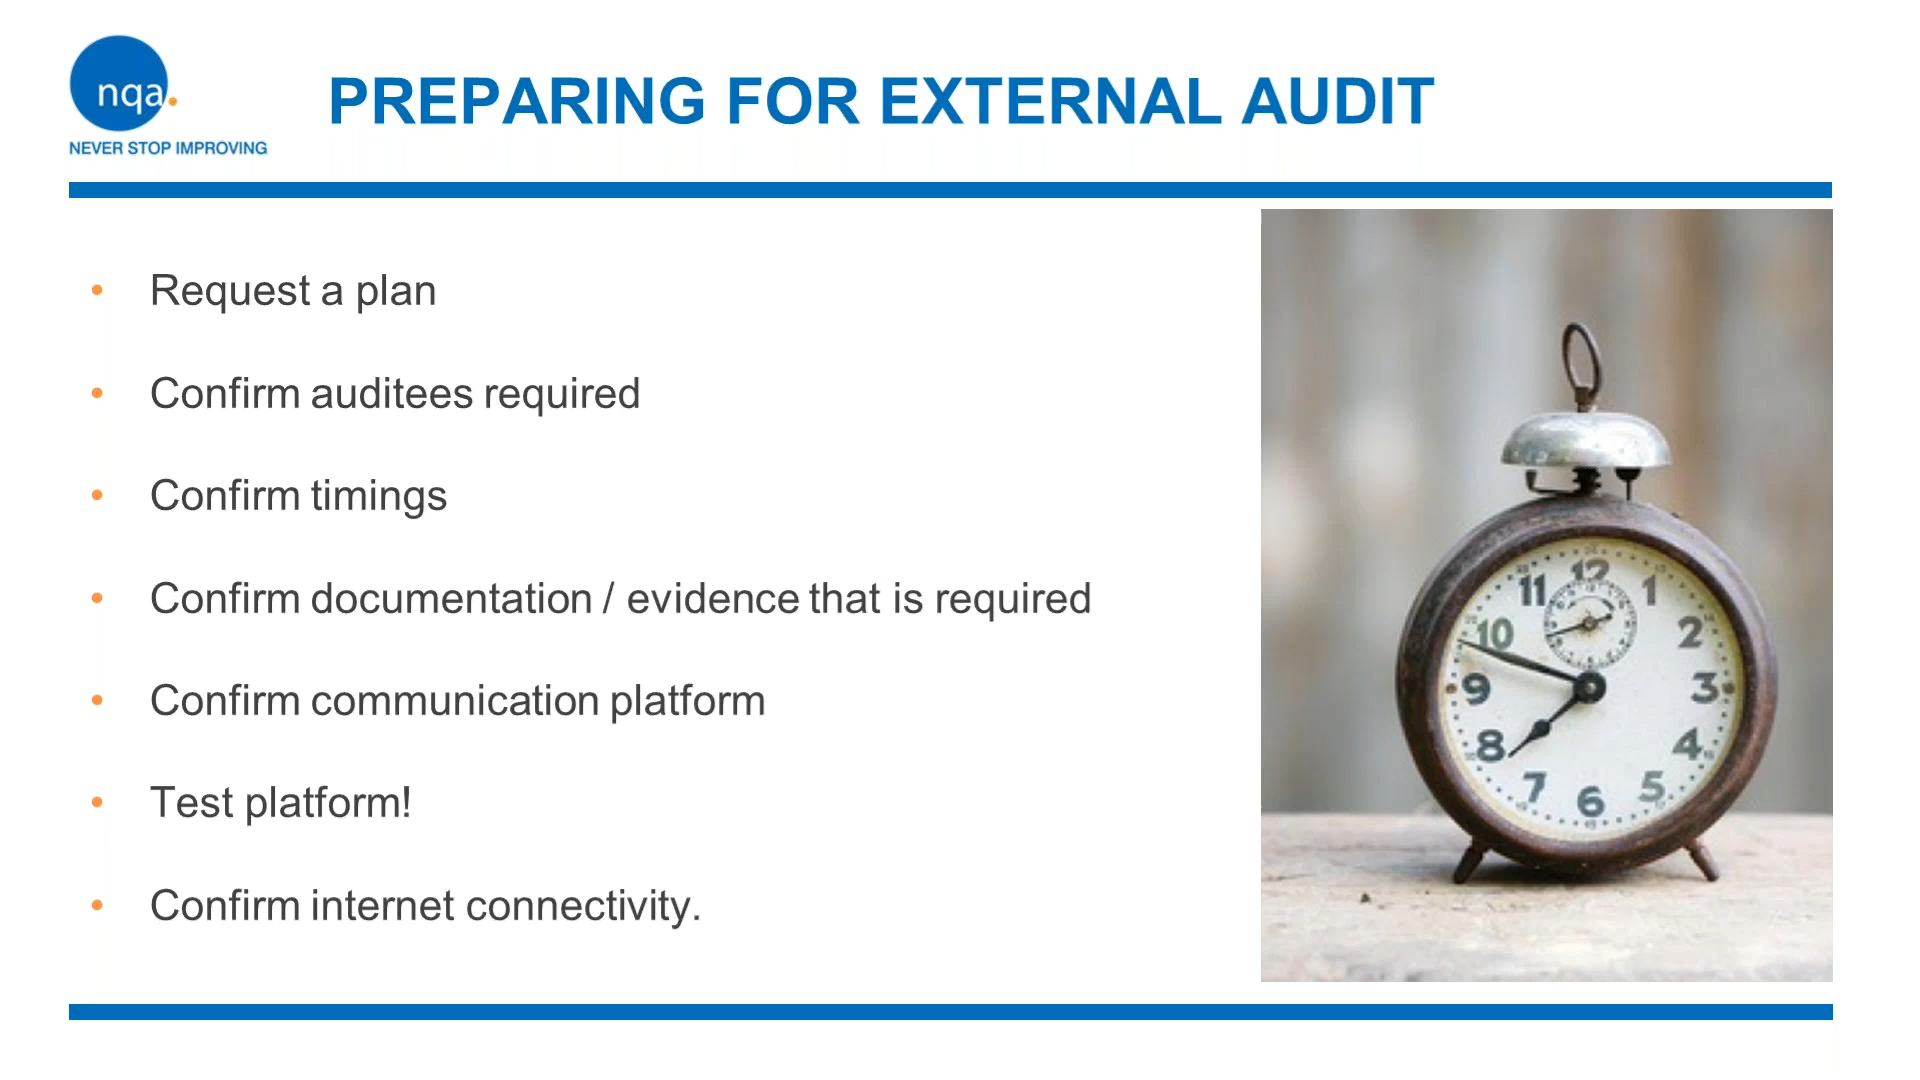 nqa.
NEVER STOP IMPROVING
PREPARING FOR EXTERNAL AUDIT
• Request a plan
• Confirm auditees required
• Confirm timings
• Confirm documentation / evidence that is required
• Confirm communication platform
• Test platform!
• Confirm internet connectivity.
12
11 1
10 2
9 3
8 4
7 5
6